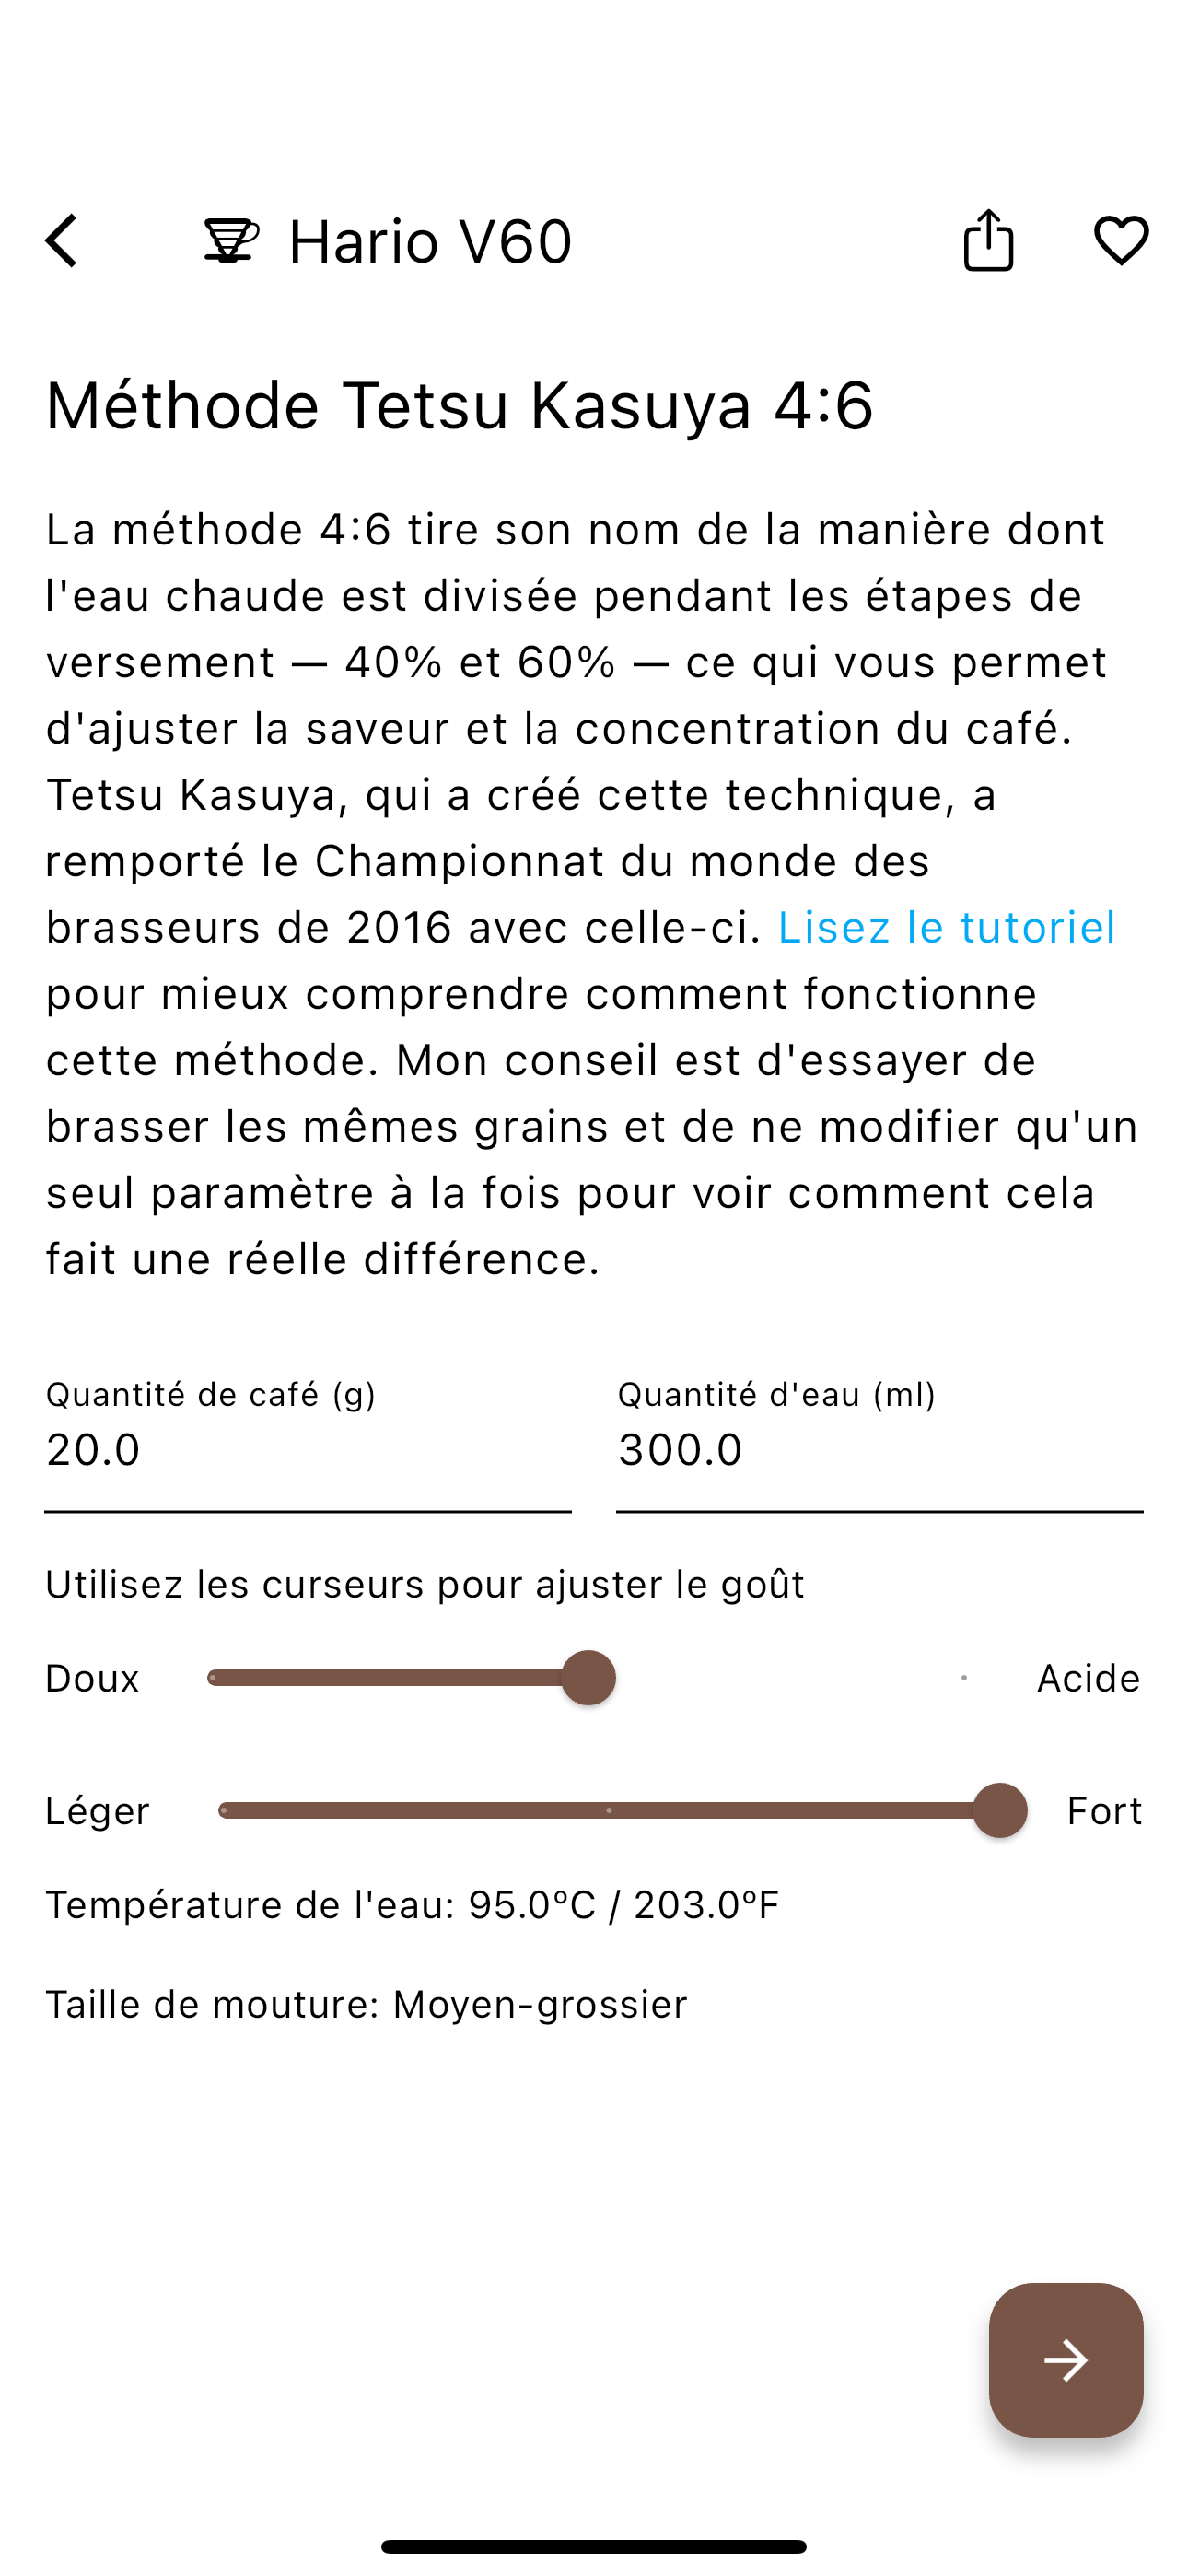 Hario V60
Méthode Tetsu Kasuya 4:6
La méthode 4:6 tire son nom de la manière dont
l'eau chaude est divisée pendant les étapes de
versement — 40% et 60% — ce qui vous permet
d'ajuster la saveur et la concentration du café.
Tetsu Kasuya, qui a créé cette technique, a
remporté le Championnat du monde des
brasseurs de 2016 avec celle-ci. Lisez le tutoriel
pour mieux comprendre comment fonctionne
cette méthode. Mon conseil est d'essayer de
brasser les mêmes grains et de ne modifier qu'un
seul paramètre à la fois pour voir comment cela
fait une réelle différence.
Quantité de café (g) Quantité d'eau (ml)
20.0 300.0
Utilisez les curseurs pour ajuster le goût
Doux Acide
Léger Fort
Température de l'eau: 95.0ºC / 203.0ºF
Taille de mouture: Moyen-grossier